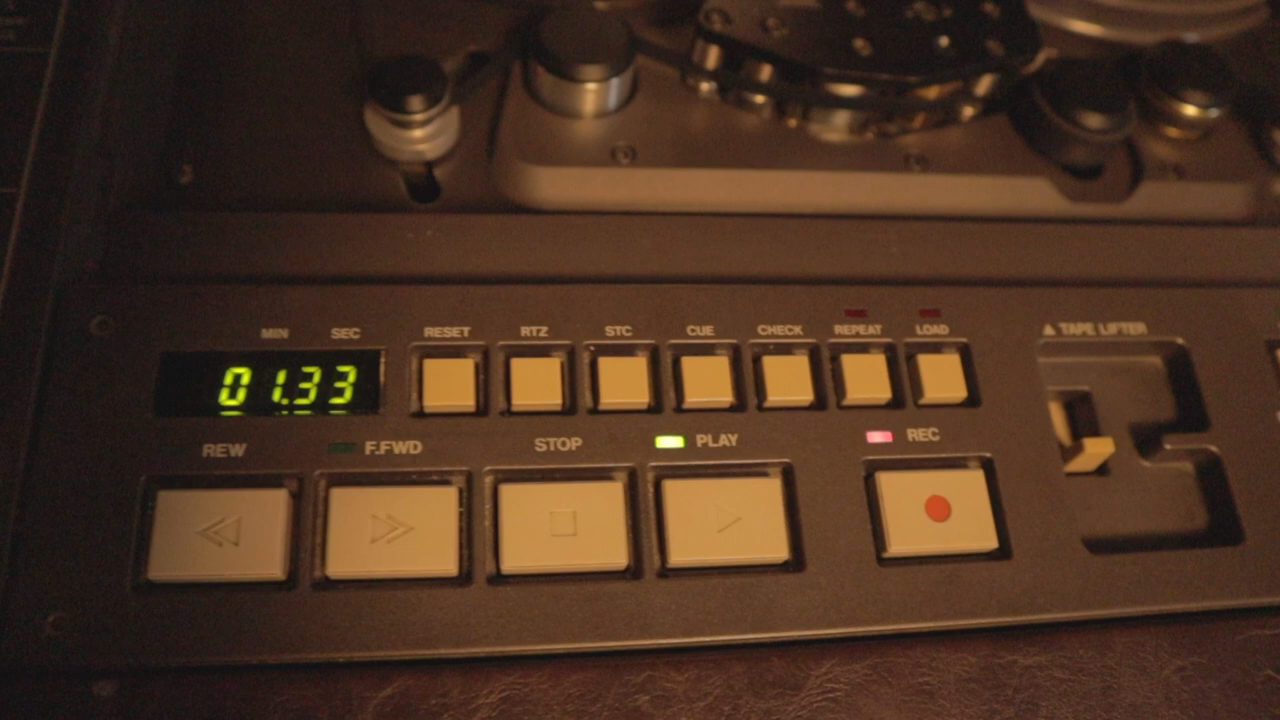 MIN SEC RESET RTZ STC CUE CHECK REPEAT LOAD ▲ TAPE LIFTER
01.33
REW F.FWD STOP PLAY REC